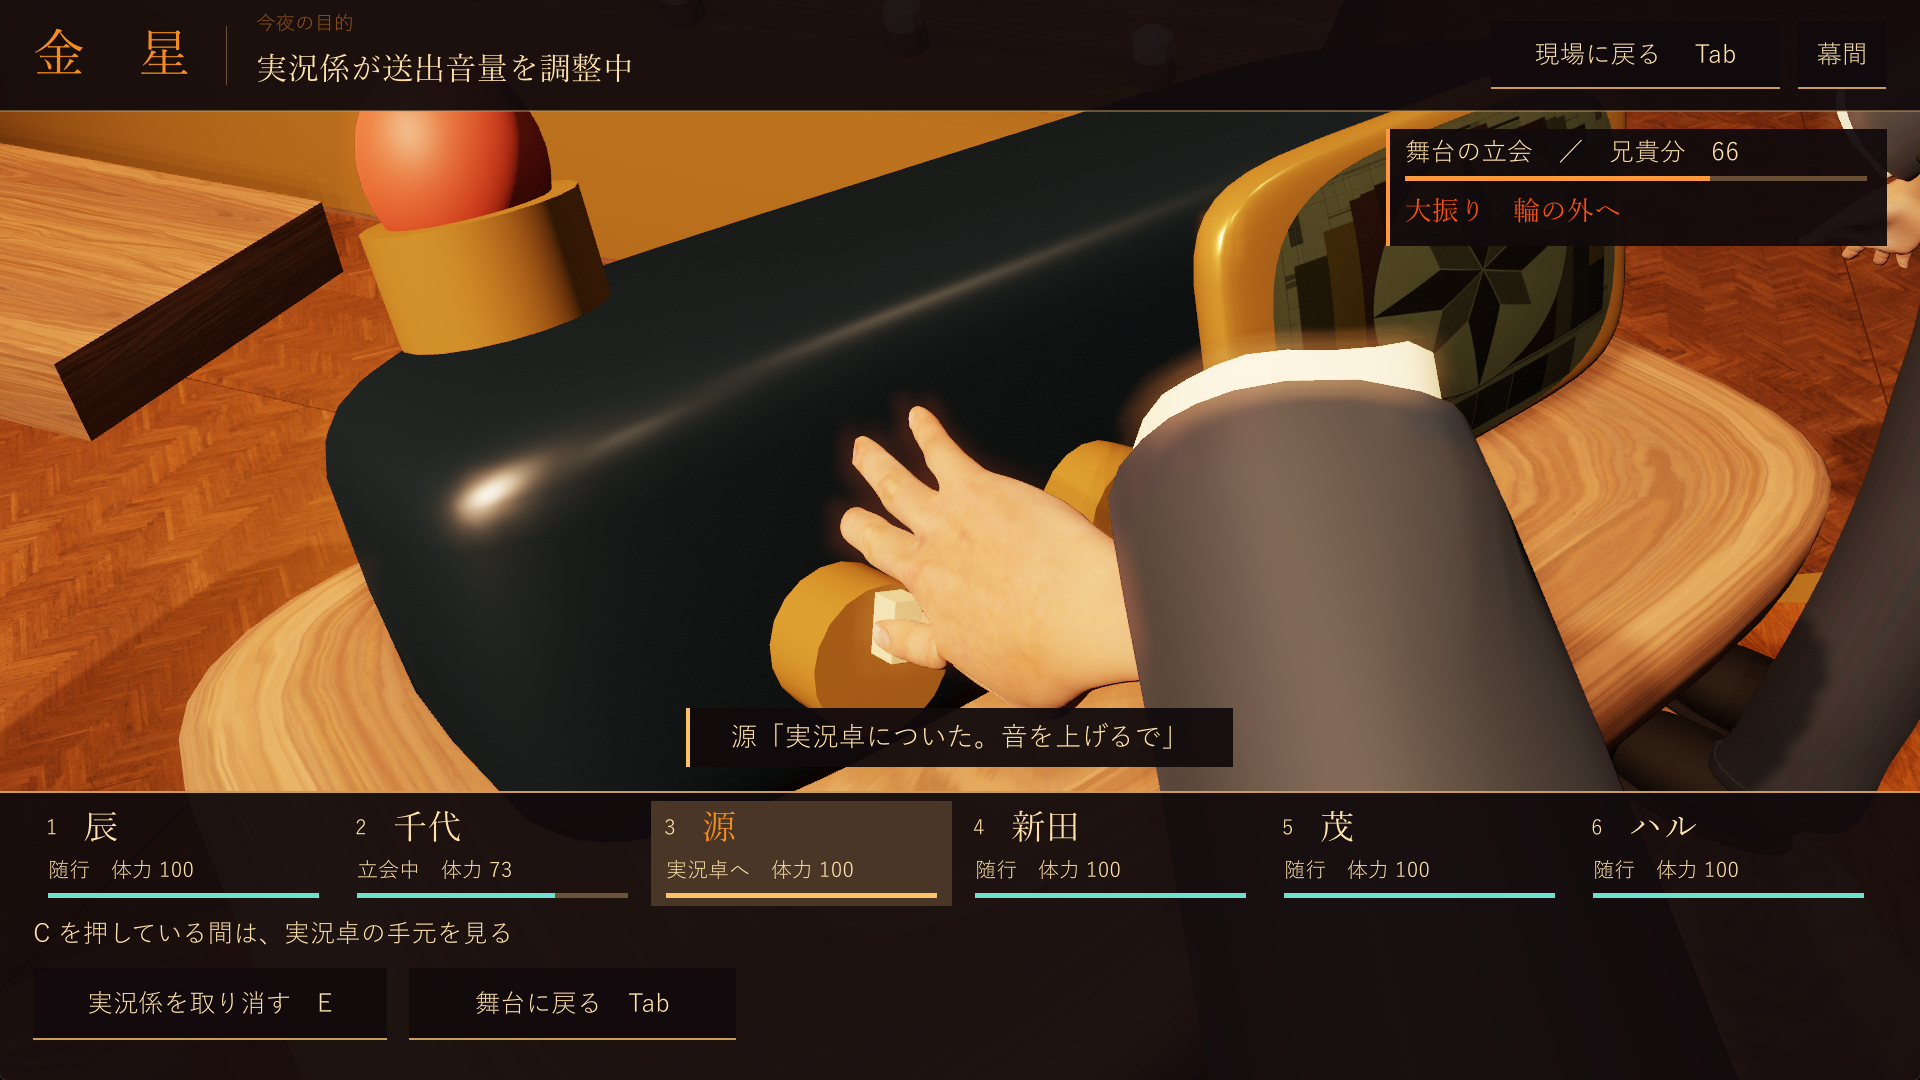 金星
今夜の目的
実況係が送出音量を調整中
現場に戻る Tab
幕間
舞台の立会 ／ 兄貴分 66
大振り 輪の外へ
源「実況卓についた。音を上げるで」
1 辰
随行 体力 100
2 千代
立会中 体力 73
3 源
実況卓へ 体力 100
4 新田
随行 体力 100
5 茂
随行 体力 100
6 ハル
随行 体力 100
C を押している間は、実況卓の手元を見る
実況係を取り消す E
舞台に戻る Tab